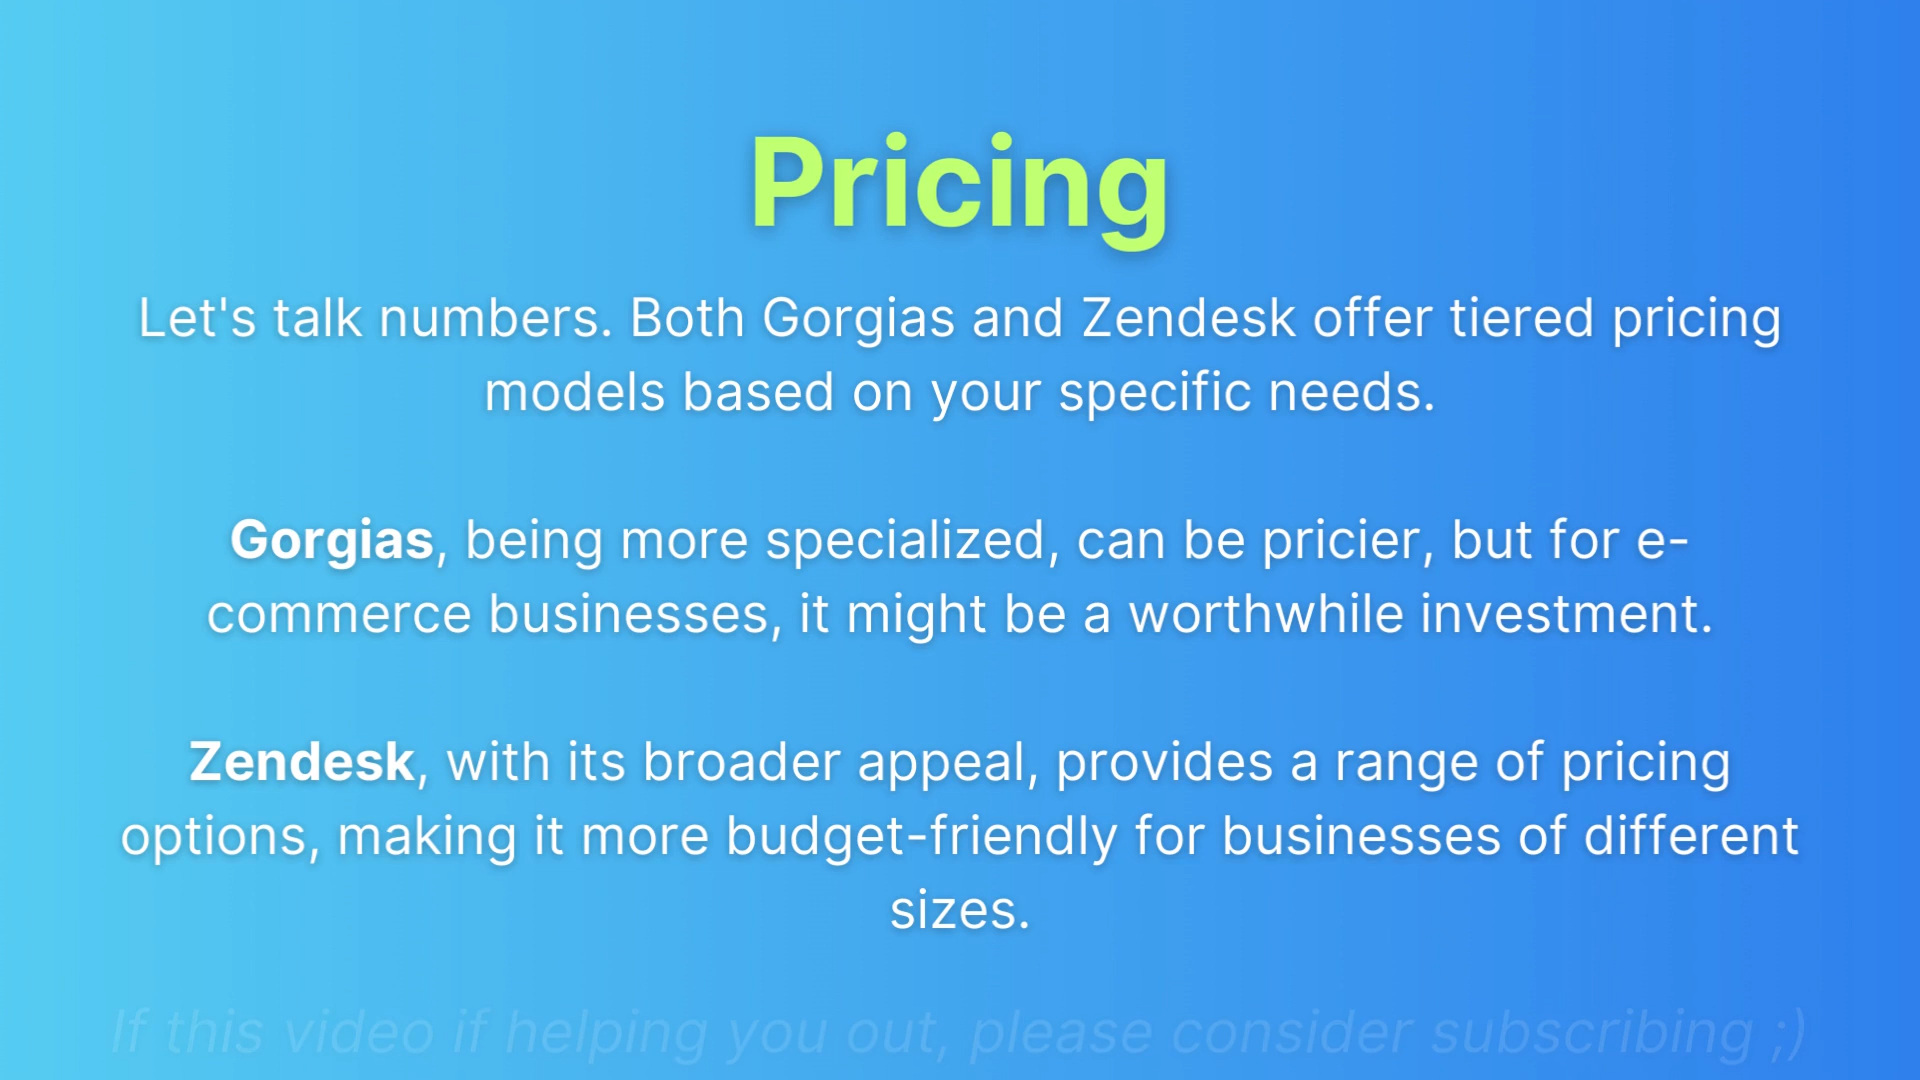 Pricing
Let's talk numbers. Both Gorgias and Zendesk offer tiered pricing
models based on your specific needs.
Gorgias, being more specialized, can be pricier, but for e-
commerce businesses, it might be a worthwhile investment.
Zendesk, with its broader appeal, provides a range of pricing
options, making it more budget-friendly for businesses of different
sizes.
If this video if helping you out, please consider subscribing ;)